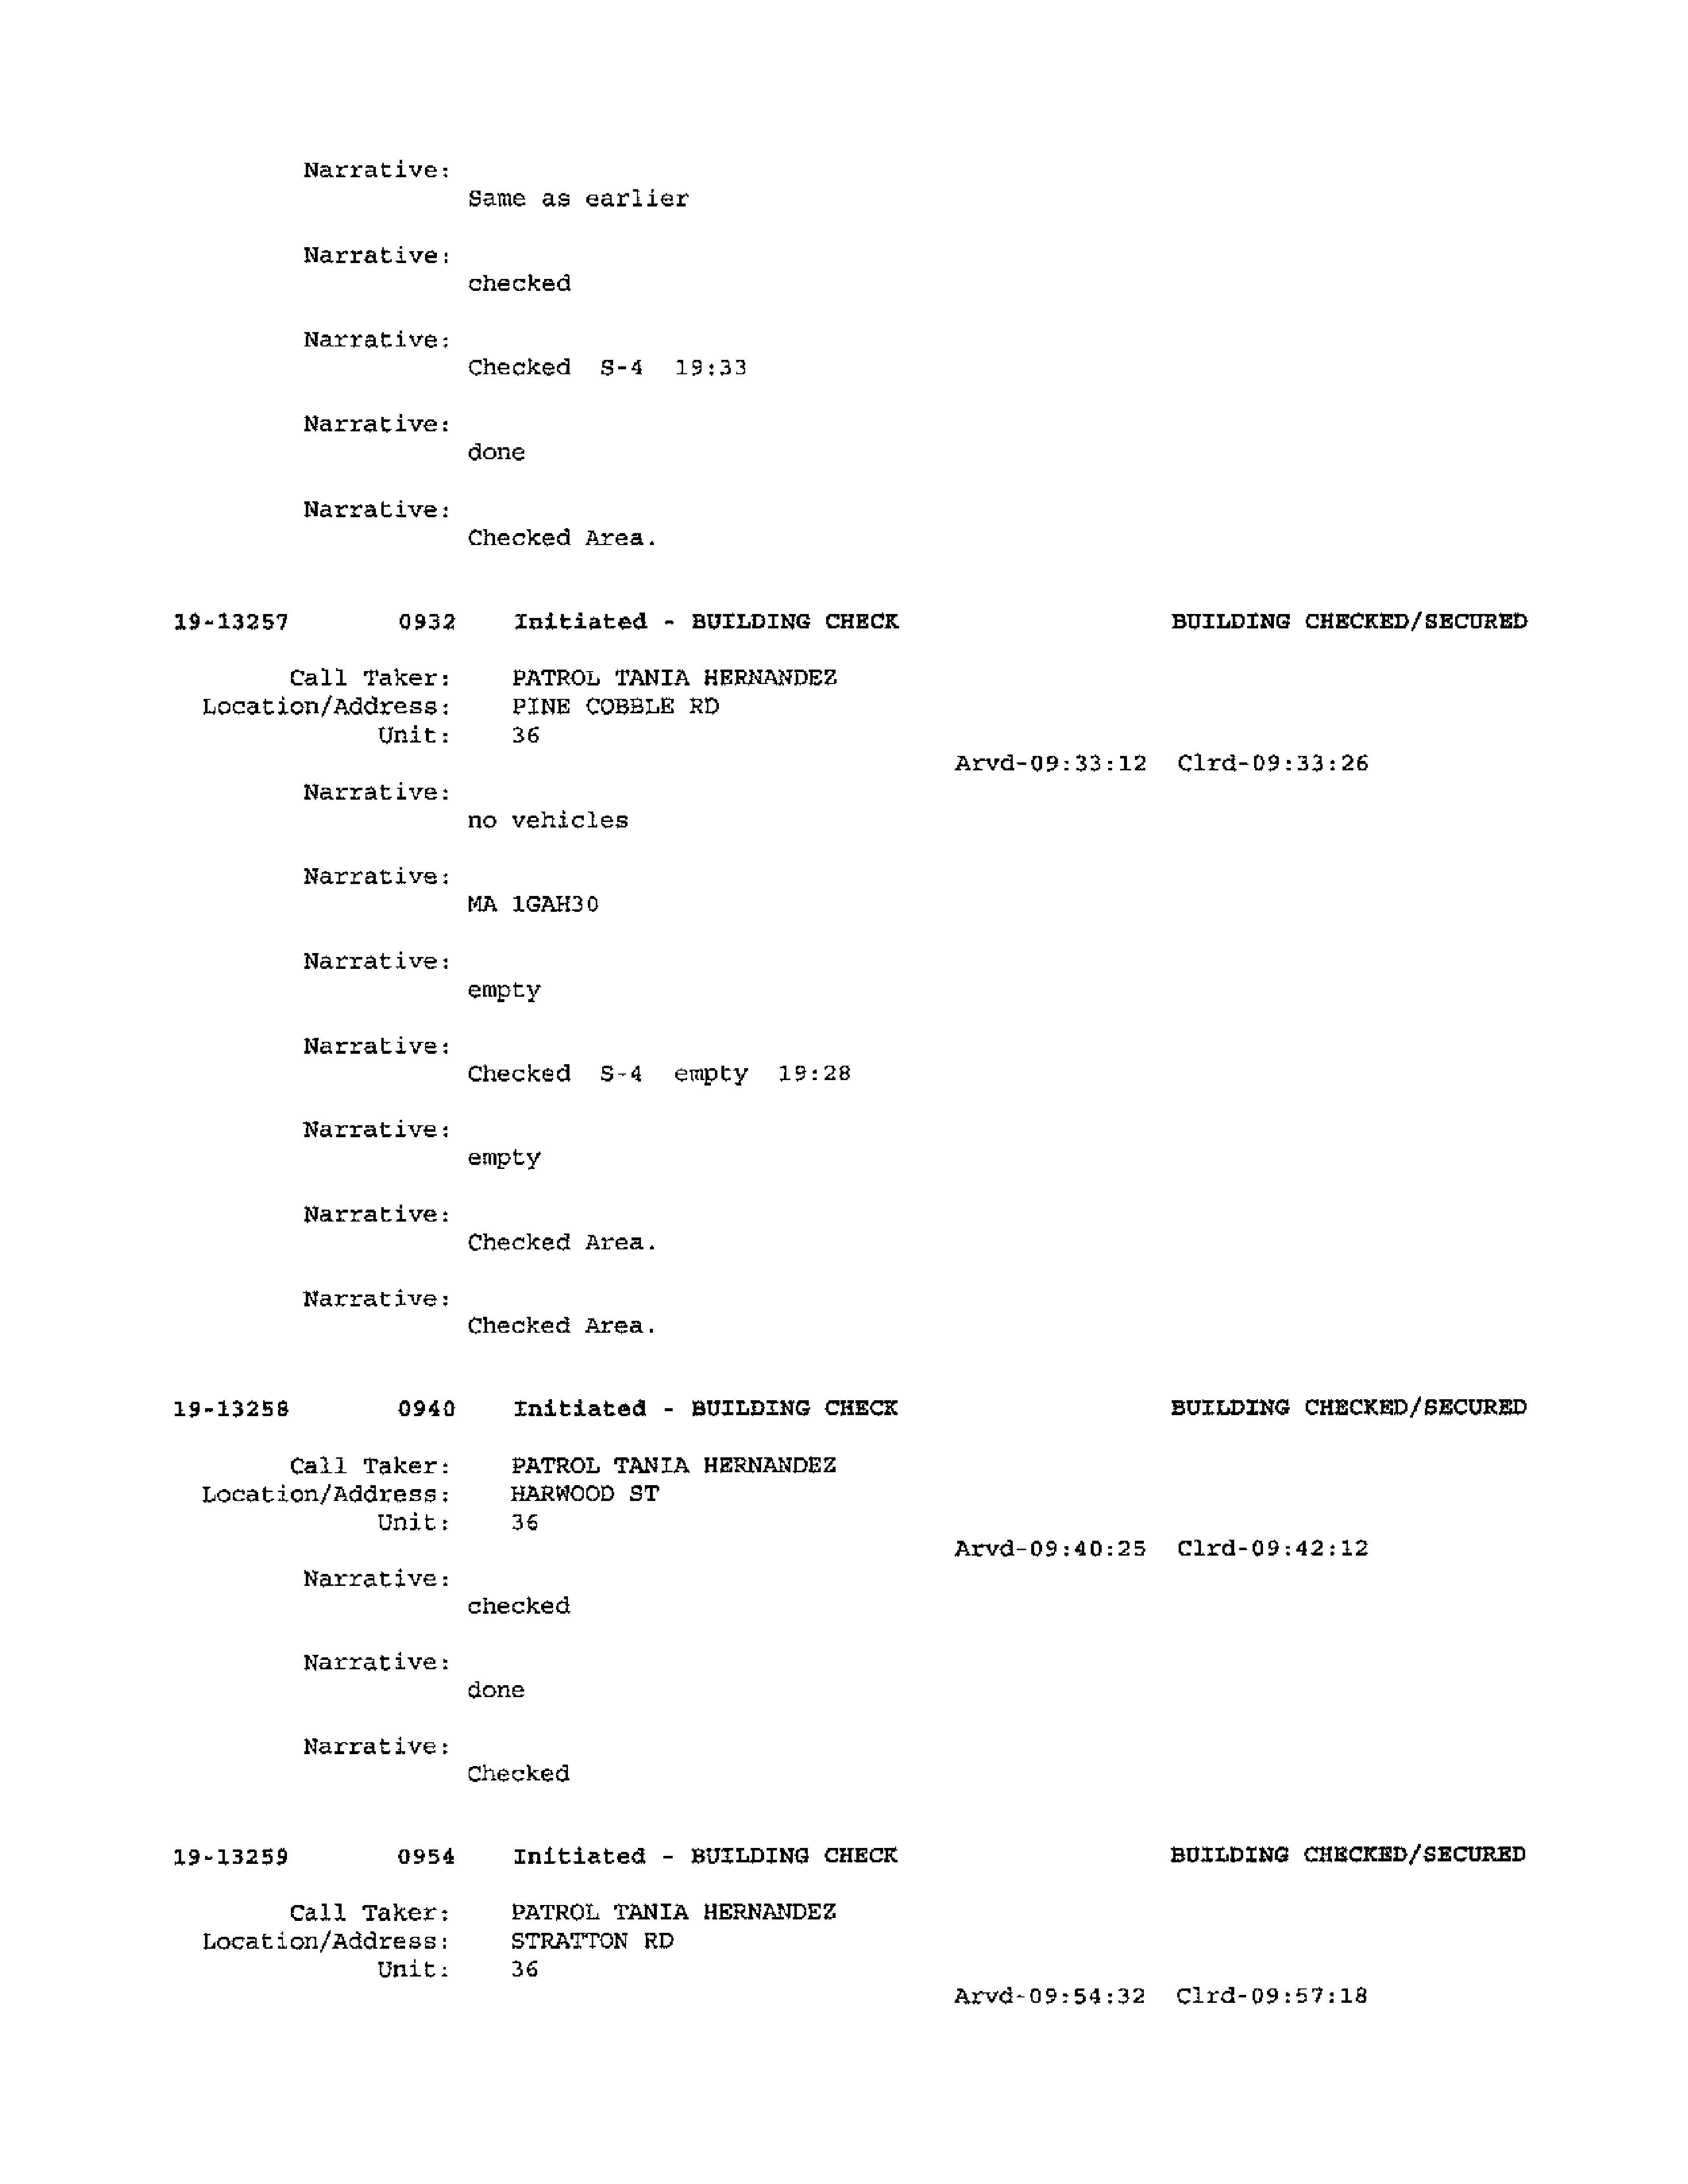 Narrative:
Same as earlier
Narrative:
checked
Narrative:
Checked S-4 19:33
Narrative:
done
Narrative:
Checked Area.
19-13257 0932 Initiated - BUILDING CHECK BUILDING CHECKED/SECURED
Call Taker: PATROL TANIA HERNANDEZ
Location/Address: PINE COBBLE RD
Unit: 36
Arvd-09:33:12 Clrd-09:33:26
Narrative:
no vehicles
Narrative:
MA 1GAH30
Narrative:
empty
Narrative:
Checked S-4 empty 19:28
Narrative:
empty
Narrative:
Checked Area.
Narrative:
Checked Area.
19-13258 0940 Initiated - BUILDING CHECK BUILDING CHECKED/SECURED
Call Taker: PATROL TANIA HERNANDEZ
Location/Address: HARWOOD ST
Unit: 36
Arvd-09:40:25 Clrd-09:42:12
Narrative:
checked
Narrative:
done
Narrative:
Checked
19-13259 0954 Initiated - BUILDING CHECK BUILDING CHECKED/SECURED
Call Taker: PATROL TANIA HERNANDEZ
Location/Address: STRATTON RD
Unit: 36
Arvd-09:54:32 Clrd-09:57:18